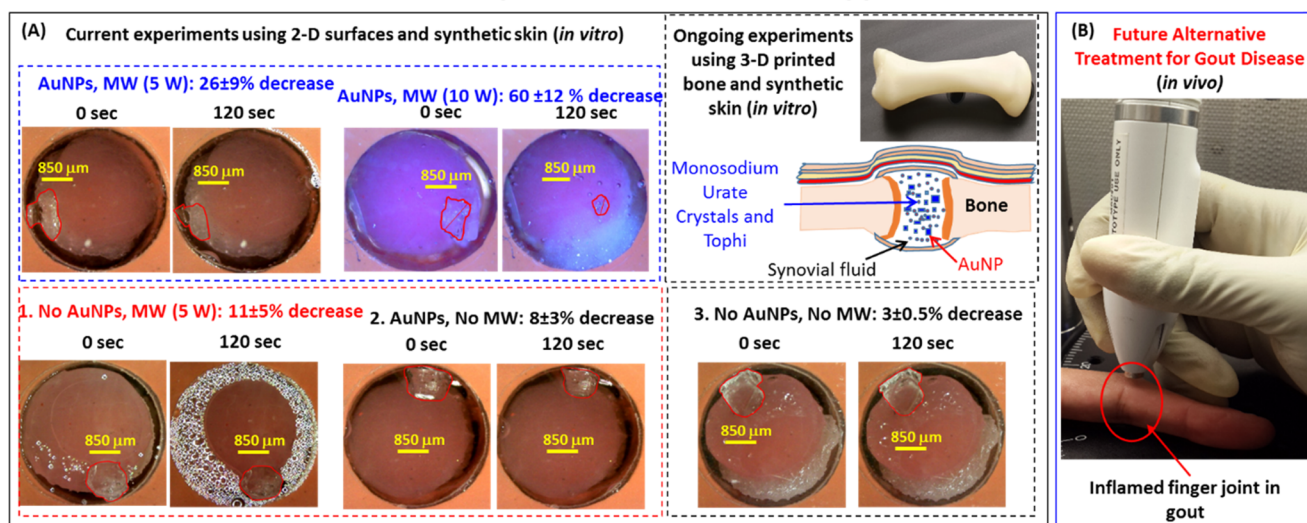 (A)
Current experiments using 2-D surfaces and synthetic skin (in vitro)
AuNPs, MW (5 W): 26±9% decrease
0 sec
120 sec
850 μm
850 μm
AuNPs, MW (10 W): 60 ±12 % decrease
0 sec
120 sec
850 μm
850 μm
1. No AuNPs, MW (5 W): 11±5% decrease
0 sec
120 sec
850 μm
850 μm
2. AuNPs, No MW: 8±3% decrease
0 sec
120 sec
850 μm
850 μm
Ongoing experiments
using 3-D printed
bone and synthetic
skin (in vitro)
Monosodium
Urate
Crystals and
Tophi
Bone
Synovial fluid
AuNP
3. No AuNPs, No MW: 3±0.5% decrease
0 sec
120 sec
850 μm
850 μm
(B)
Future Alternative
Treatment for Gout Disease
(in vivo)
TOTYPE USE ONLY
Inflamed finger joint in
gout